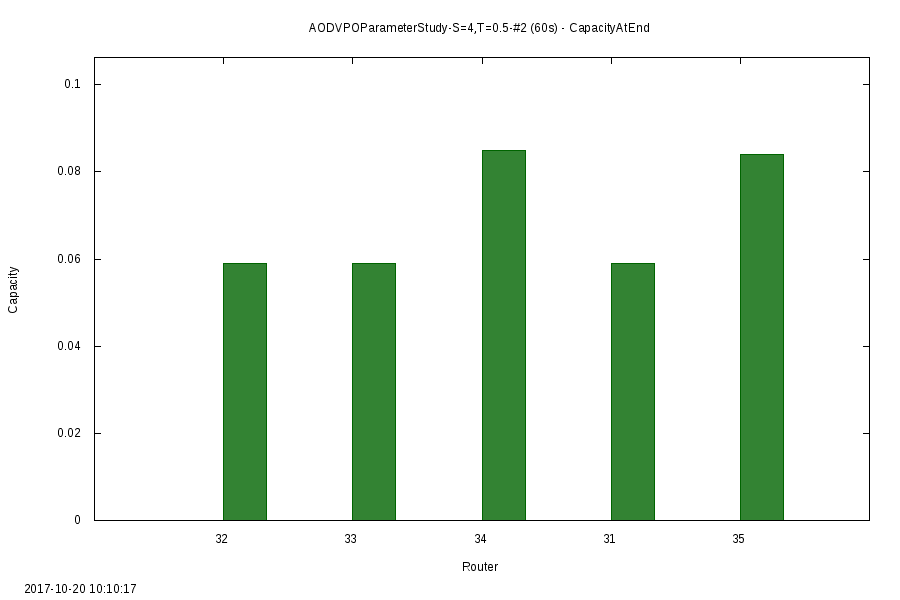 AODVPOParameterStudy-S=4,T=0.5-#2 (60s) - CapacityAtEnd
0.1
0.08
0.06
0.04
0.02
0
Capacity
32 33 34 31 35
Router
2017-10-20 10:10:17